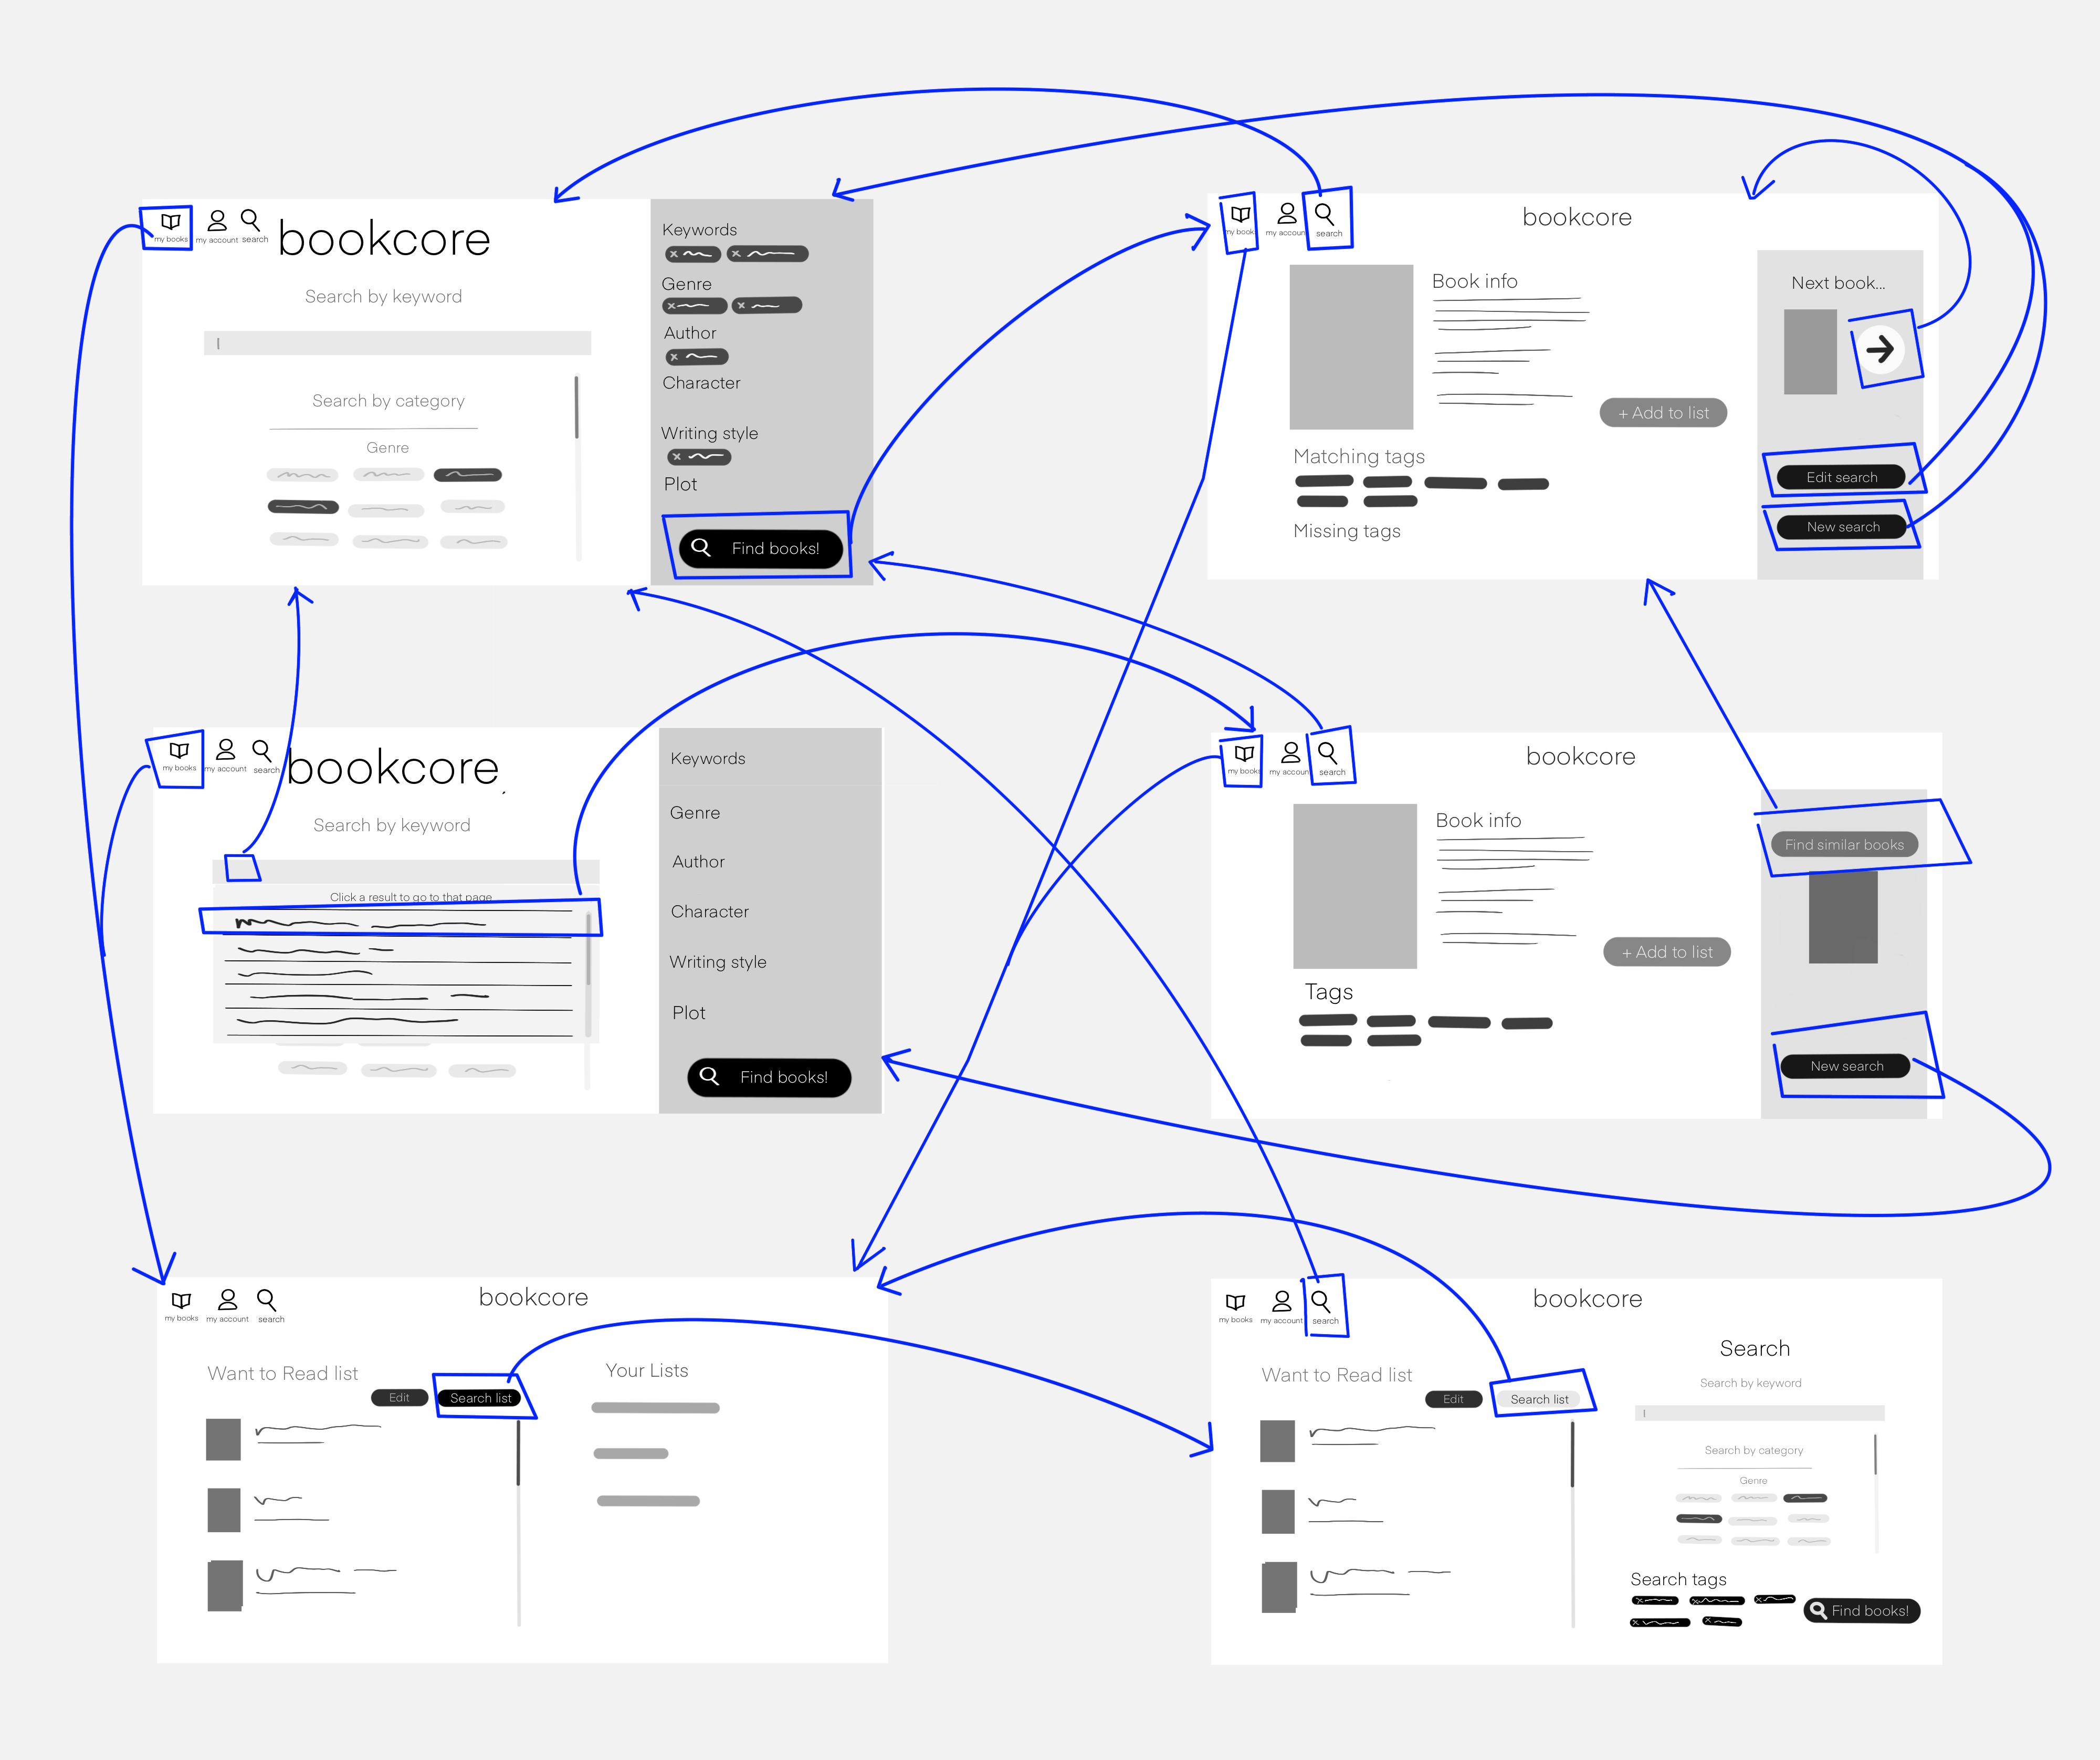 my books
my account
search
bookcore
Search by keyword
Search by category
Genre
Keywords
Genre
Author
Character
Writing style
Plot
Find books!
my book
my accoun
search
bookcore
Book info
+ Add to list
Matching tags
Missing tags
Next book...
Edit search
New search
my books
my account
search
bookcore
Search by keyword
Click a result to go to that page
Keywords
Genre
Author
Character
Writing style
Plot
Find books!
my book
my accoun
search
bookcore
Book info
+ Add to list
Tags
Find similar books
New search
my books
my account
search
bookcore
Want to Read list
Edit
Search list
Your Lists
my books
my account
search
bookcore
Want to Read list
Edit
Search list
Search
Search by keyword
Search by category
Genre
Search tags
Find books!